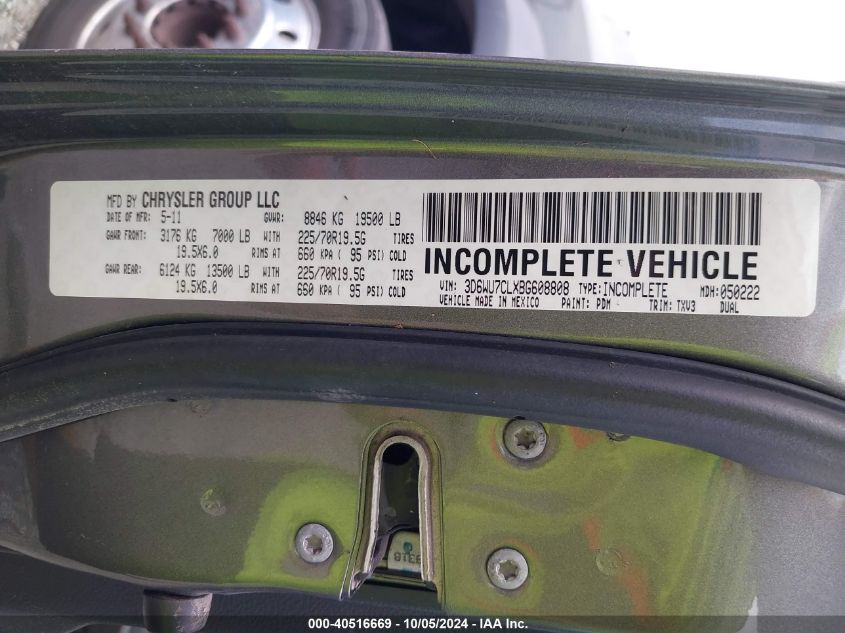 MFD BY CHRYSLER GROUP LLC
DATE OF MFR: 5-11 GVWR: 8846 KG 19500 LB
GAWR FRONT: 3176 KG 7000 LB WITH 225/70R19.5G TIRES
19.5X6.0 RIMS AT 660 KPA ( 95 PSI) COLD
GAWR REAR: 6124 KG 13500 LB WITH 225/70R19.5G TIRES
19.5X6.0 RIMS AT 660 KPA ( 95 PSI) COLD
INCOMPLETE VEHICLE
VIN: 3D6WU7CLXBG608808 TYPE: INCOMPLETE MDH: 050222
VEHICLE MADE IN MEXICO PAINT: PDM TRIM: TXV3 DUAL
000-40516669 - 10/05/2024 - IAA Inc.